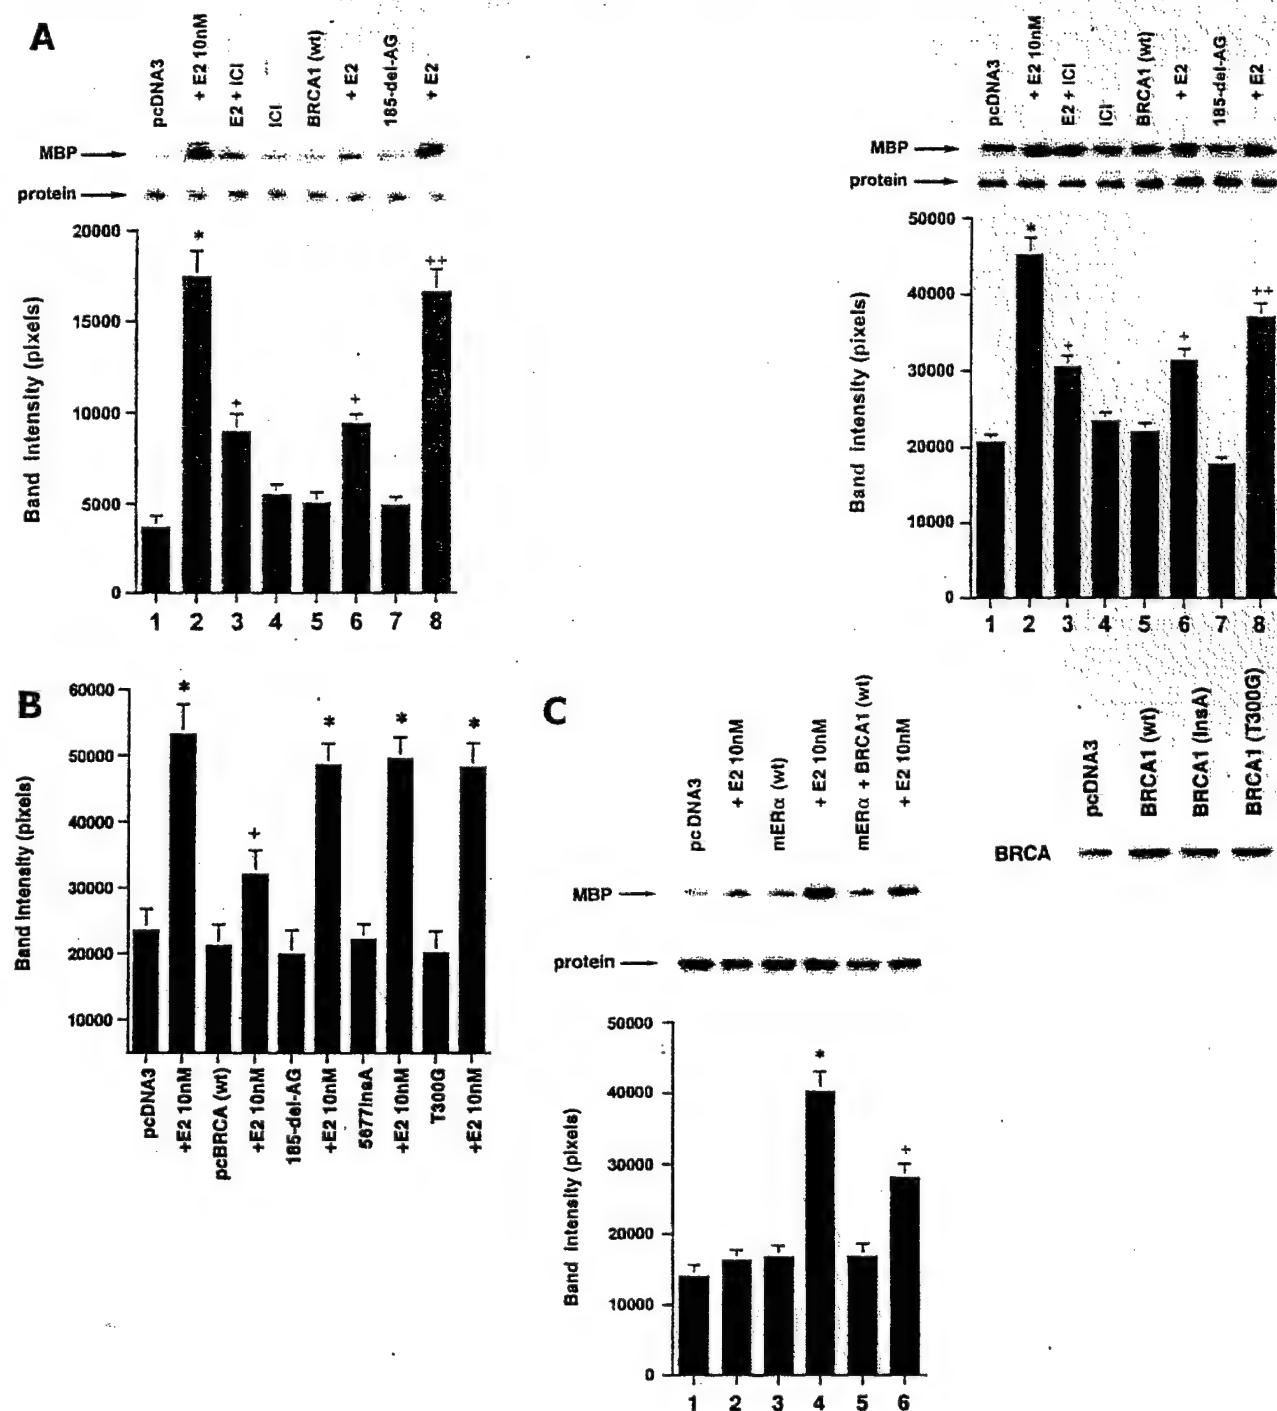 A
pcDNA3
+ E2 10nM
E2 + ICI
ICI
BRCA1 (wt)
+ E2
185-del-AG
+ E2
MBP
protein
20000
15000
10000
5000
0
Band Intensity (pixels)
*
+
+
++
1 2 3 4 5 6 7 8
pcDNA3
+ E2 10nM
E2 + ICI
ICI
BRCA1 (wt)
+ E2
185-del-AG
+ E2
MBP
protein
50000
40000
30000
20000
10000
0
Band Intensity (pixels)
*
+
+
++
1 2 3 4 5 6 7 8
B
60000
50000
40000
30000
20000
10000
Band Intensity (pixels)
*
+
*
*
*
pcDNA3
+E2 10nM
pcBRCA (wt)
+E2 10nM
185-del-AG
+E2 10nM
5677insA
+E2 10nM
T300G
+E2 10nM
C
pcDNA3
+ E2 10nM
mERα (wt)
+ E2 10nM
mERα + BRCA1 (wt)
+ E2 10nM
MBP
protein
50000
40000
30000
20000
10000
0
Band Intensity (pixels)
*
+
1 2 3 4 5 6
pcDNA3
BRCA1 (wt)
BRCA1 (InsA)
BRCA1 (T300G)
BRCA